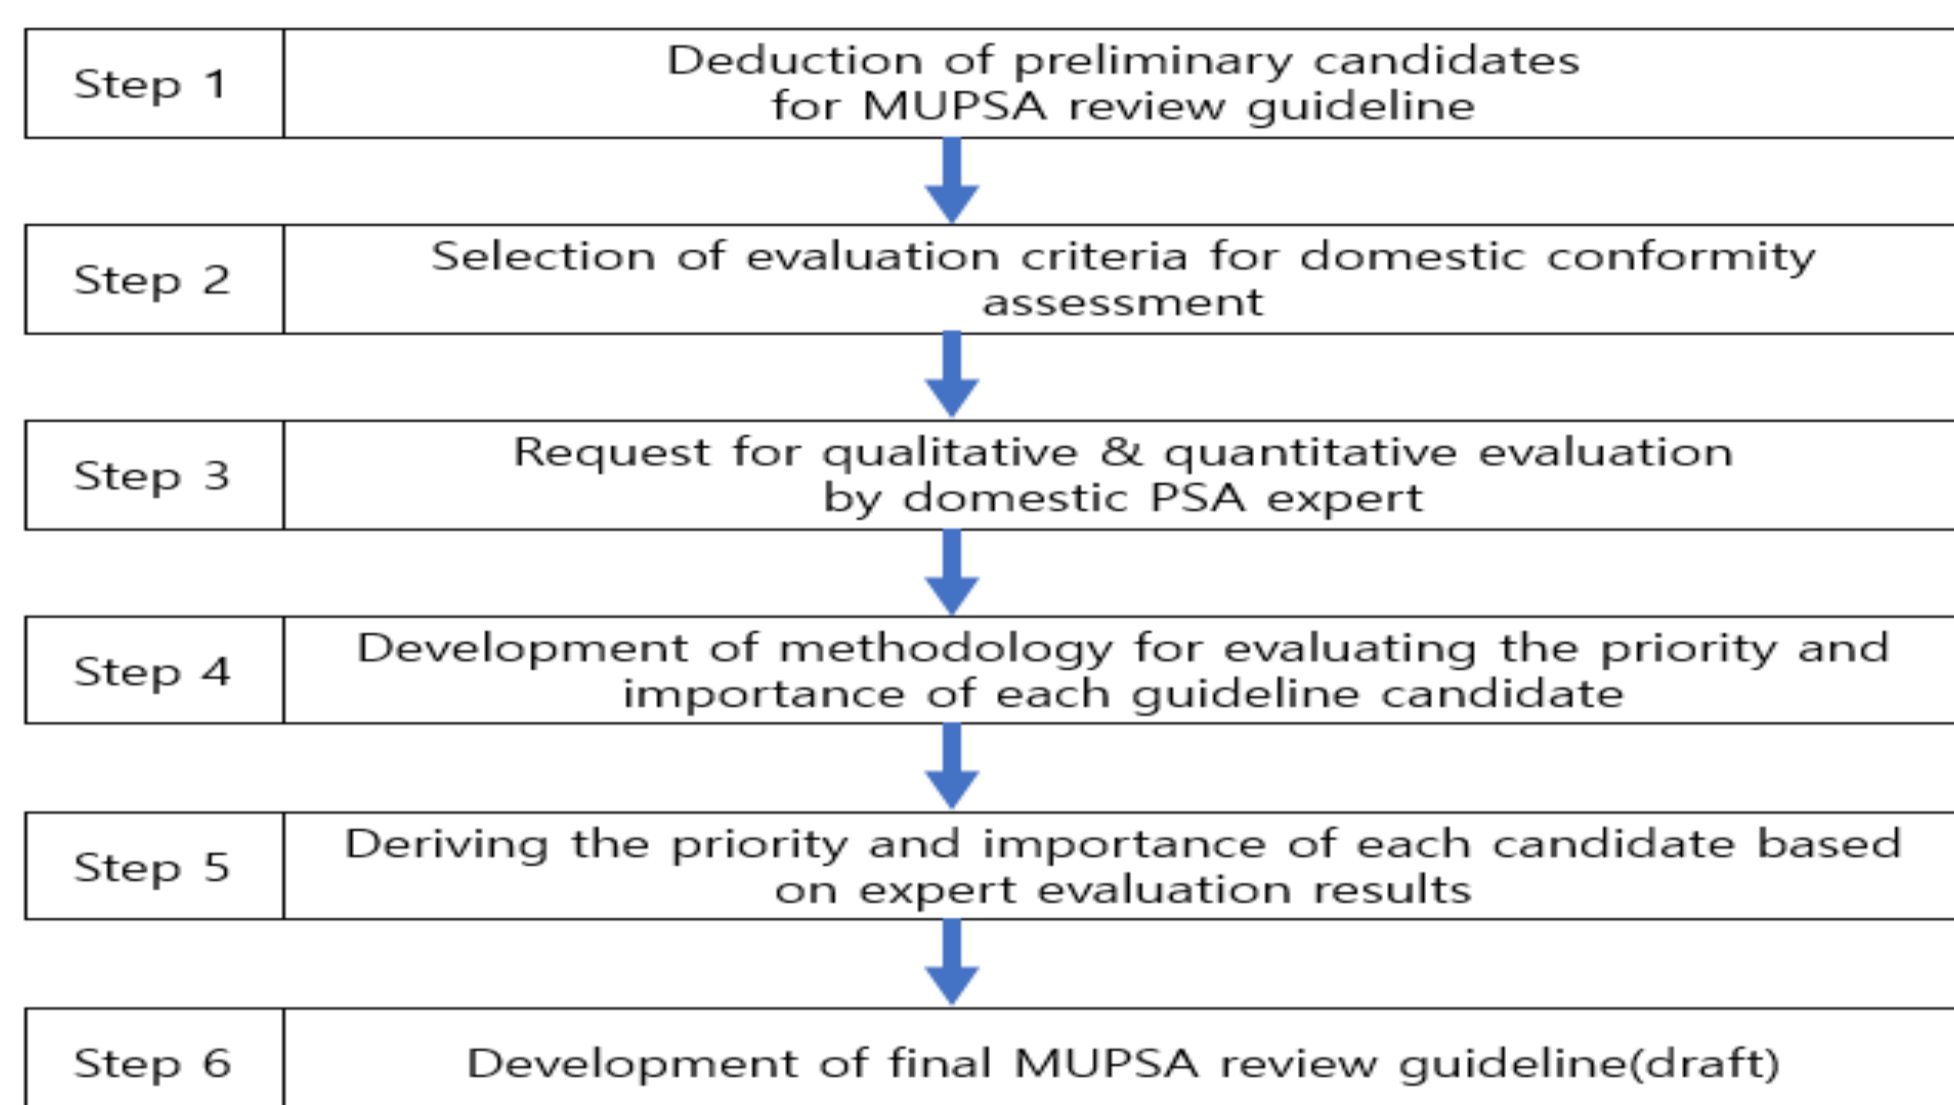 Step 1
Deduction of preliminary candidates
for MUPSA review guideline
Step 2
Selection of evaluation criteria for domestic conformity
assessment
Step 3
Request for qualitative & quantitative evaluation
by domestic PSA expert
Step 4
Development of methodology for evaluating the priority and
importance of each guideline candidate
Step 5
Deriving the priority and importance of each candidate based
on expert evaluation results
Step 6
Development of final MUPSA review guideline(draft)